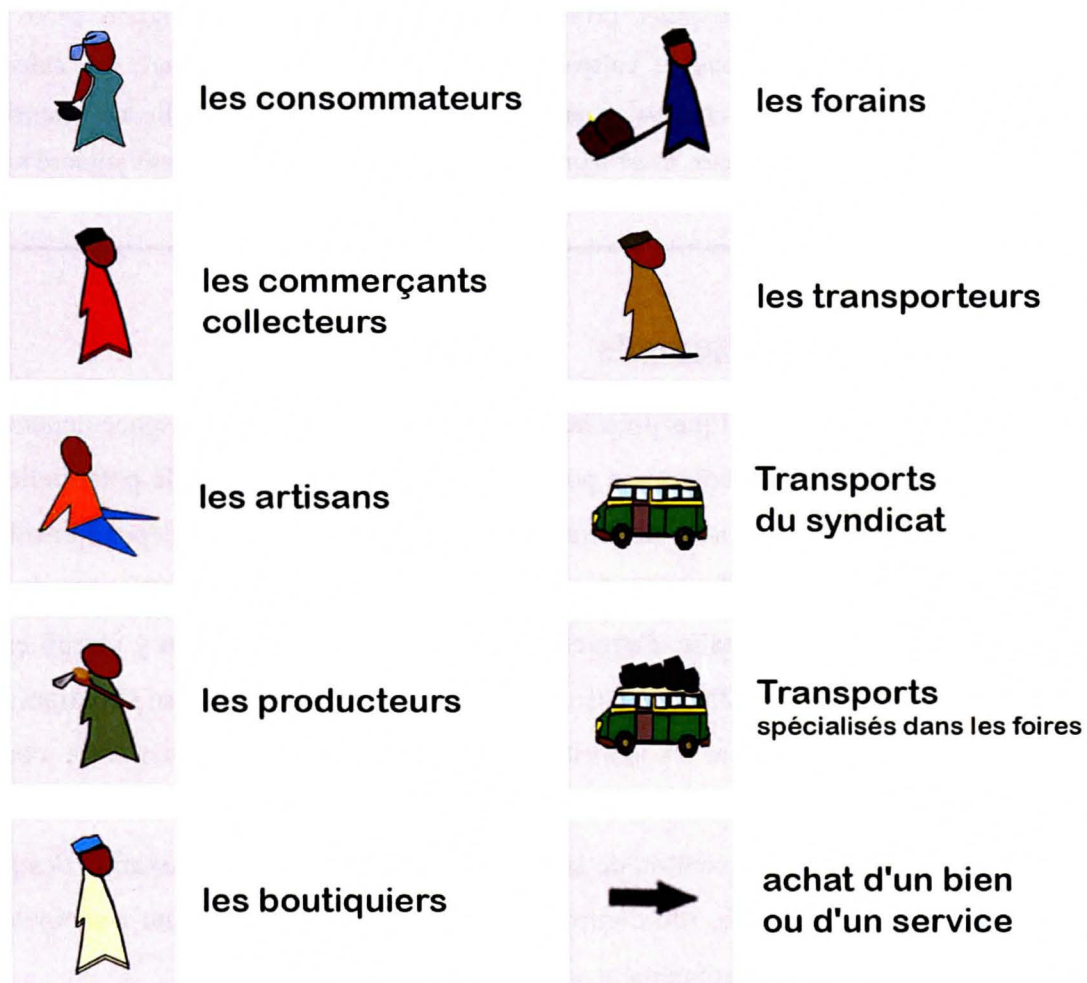 les consommateurs
les commerçants
collecteurs
les artisans
les producteurs
les boutiquiers
les forains
les transporteurs
Transports
du syndicat
Transports
spécialisés dans les foires
achat d'un bien
ou d'un service